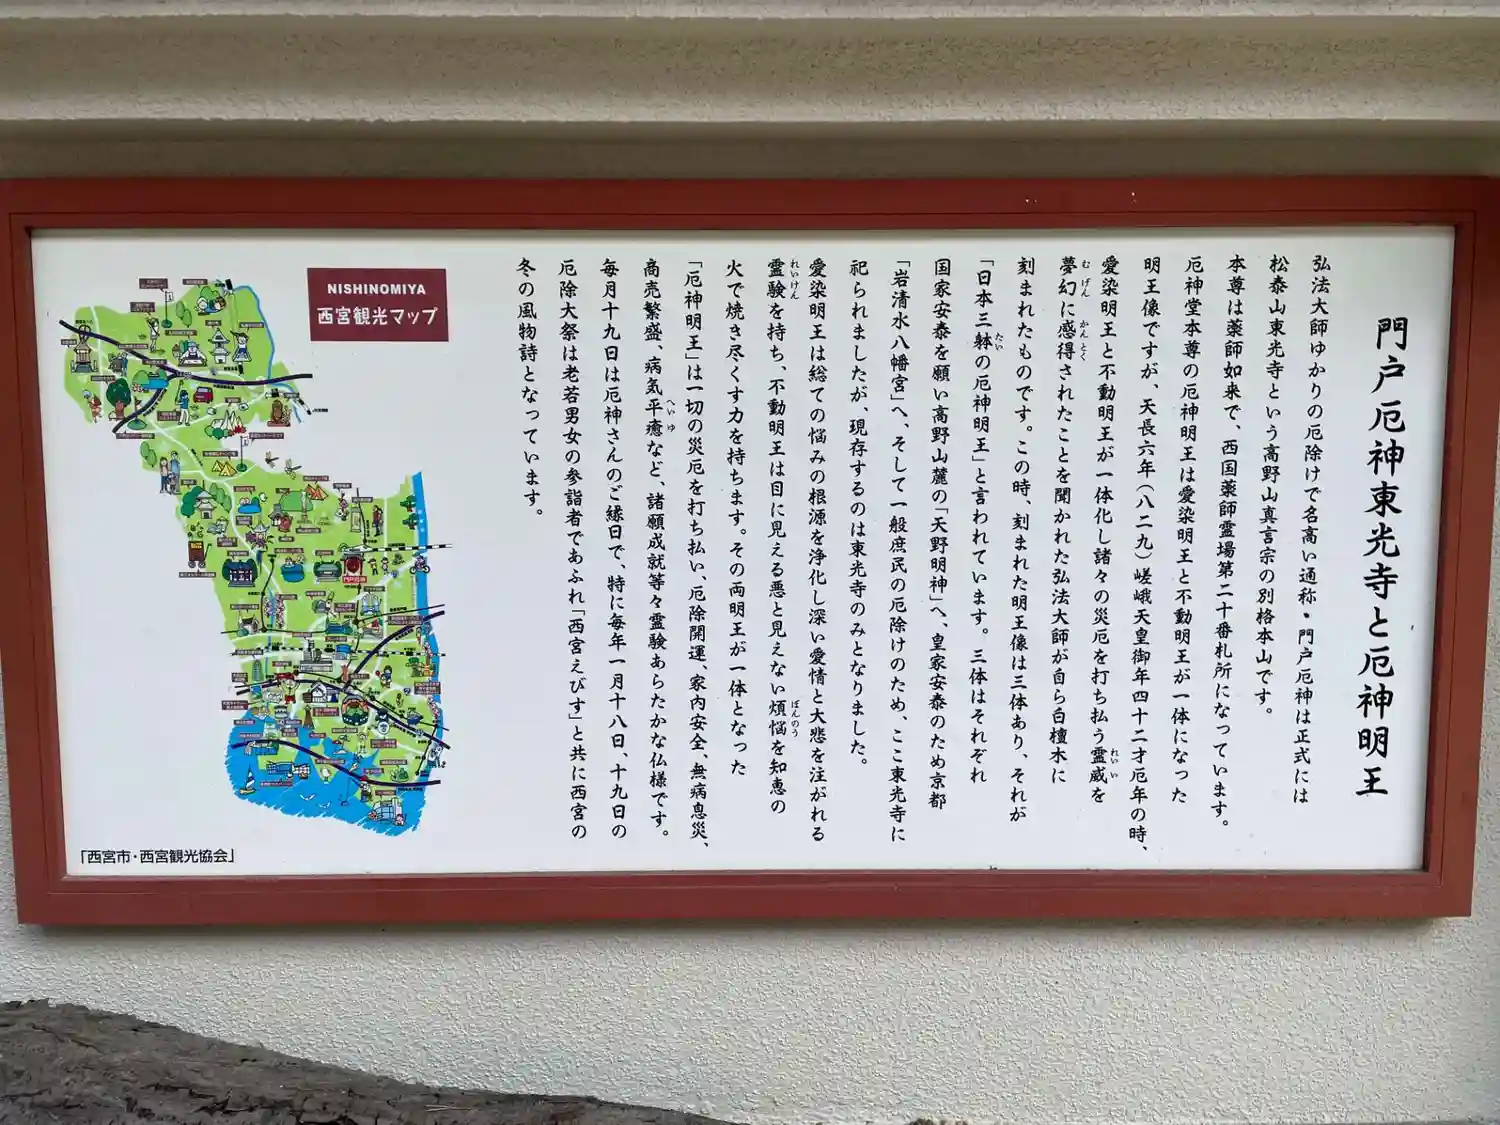 門戸厄神東光寺と厄神明王
弘法大師ゆかりの厄除けで名高い通称・門戸厄神は正式には
松泰山東光寺という高野山真言宗の別格本山です。
本尊は薬師如来で、西国薬師霊場第二十番札所になっています。
厄神堂本尊の厄神明王は愛染明王と不動明王が一体になった
明王像ですが、天長六年(八二九)嵯峨天皇御年四十二才厄年の時、
愛染明王と不動明王が一体化し諸々の災厄を打ち払う霊威を
れいい
夢幻に感得されたことを聞かれた弘法大師が自ら白檀木に
むげん
かんとく
刻まれたものです。この時、刻まれた明王像は三体あり、それが
「日本三躰の厄神明王」と言われています。三体はそれぞれ
たい
国家安泰を願い高野山麓の「天野明神」へ、皇家安泰のため京都
「岩清水八幡宮」へ、そして一般庶民の厄除けのため、ここ東光寺に
祀られましたが、現存するのは東光寺のみとなりました。
愛染明王は総ての悩みの根源を浄化し深い愛情と大悲を注がれる
霊験を持ち、不動明王は目に見える悪と見えない煩悩を知恵の
れいけん
ぼんのう
火で焼き尽くす力を持ちます。その両明王が一体となった
「厄神明王」は一切の災厄を打ち払い、厄除開運、家内安全、無病息災、
商売繁盛、病気平癒など、諸願成就等々霊験あらたかな仏様です。
へいゆ
毎月十九日は厄神さんのご縁日で、特に毎年一月十八日、十九日の
厄除大祭は老若男女の参詣者であふれ「西宮えびす」と共に西宮の
冬の風物詩となっています。
NISHINOMIYA
西宮観光マップ
門戸厄神
「西宮市・西宮観光協会」